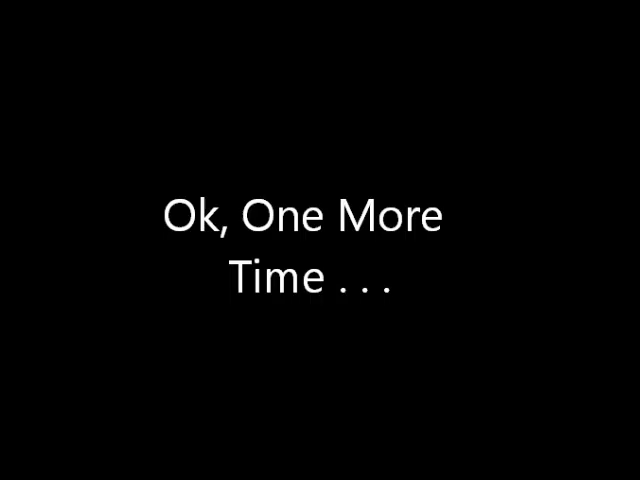 Ok, One More
Time . . .